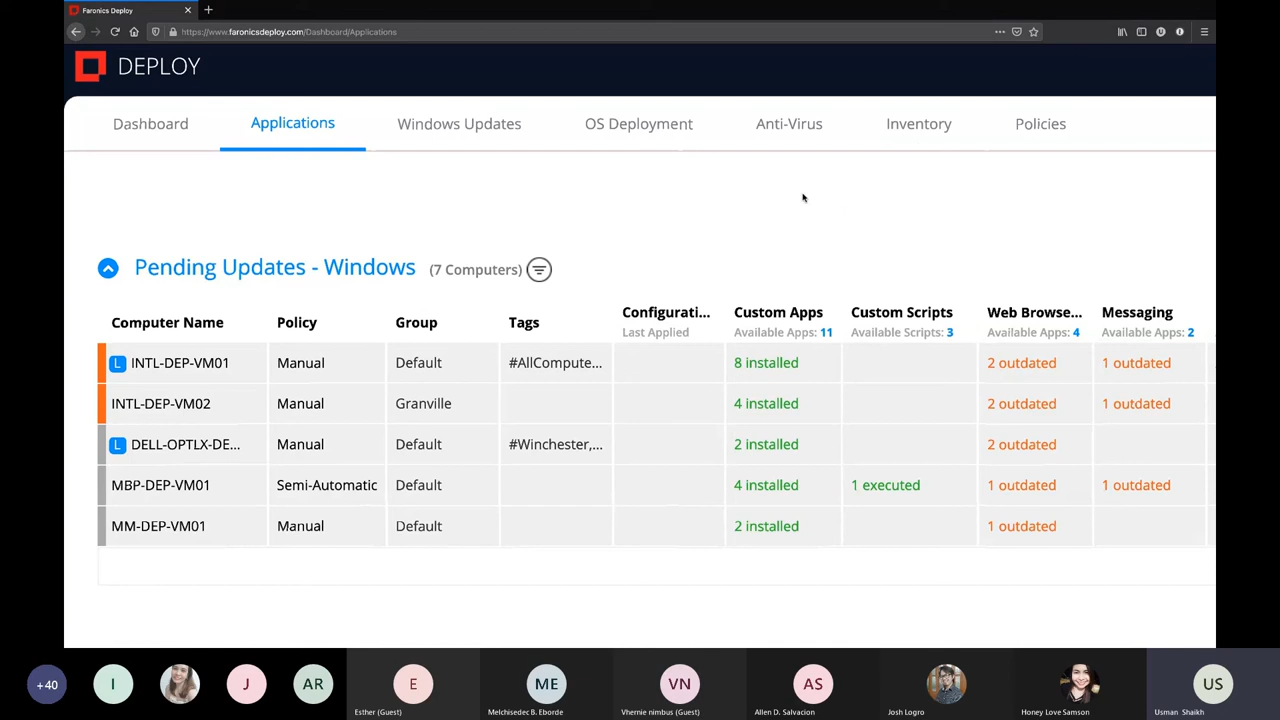 Faronics Deploy
https://www.faronicsdeploy.com/Dashboard/Applications
DEPLOY
Dashboard Applications Windows Updates OS Deployment Anti-Virus Inventory Policies
Pending Updates - Windows (7 Computers)
Computer Name Policy Group Tags Configurati... Custom Apps Custom Scripts Web Browse... Messaging
Last Applied Available Apps: 11 Available Scripts: 3 Available Apps: 4 Available Apps: 2
L INTL-DEP-VM01 Manual Default #AllCompute... 8 installed 2 outdated 1 outdated
INTL-DEP-VM02 Manual Granville 4 installed 2 outdated 1 outdated
L DELL-OPTLX-DE... Manual Default #Winchester,... 2 installed 2 outdated
MBP-DEP-VM01 Semi-Automatic Default 4 installed 1 executed 1 outdated 1 outdated
MM-DEP-VM01 Manual Default 2 installed 1 outdated
+40 I J AR E ME VN AS US
Esther (Guest) Melchisedec B. Eborde Vhernie nimbus (Guest) Allen D. Salvacion Josh Logro Honey Love Samson Usman Shaikh